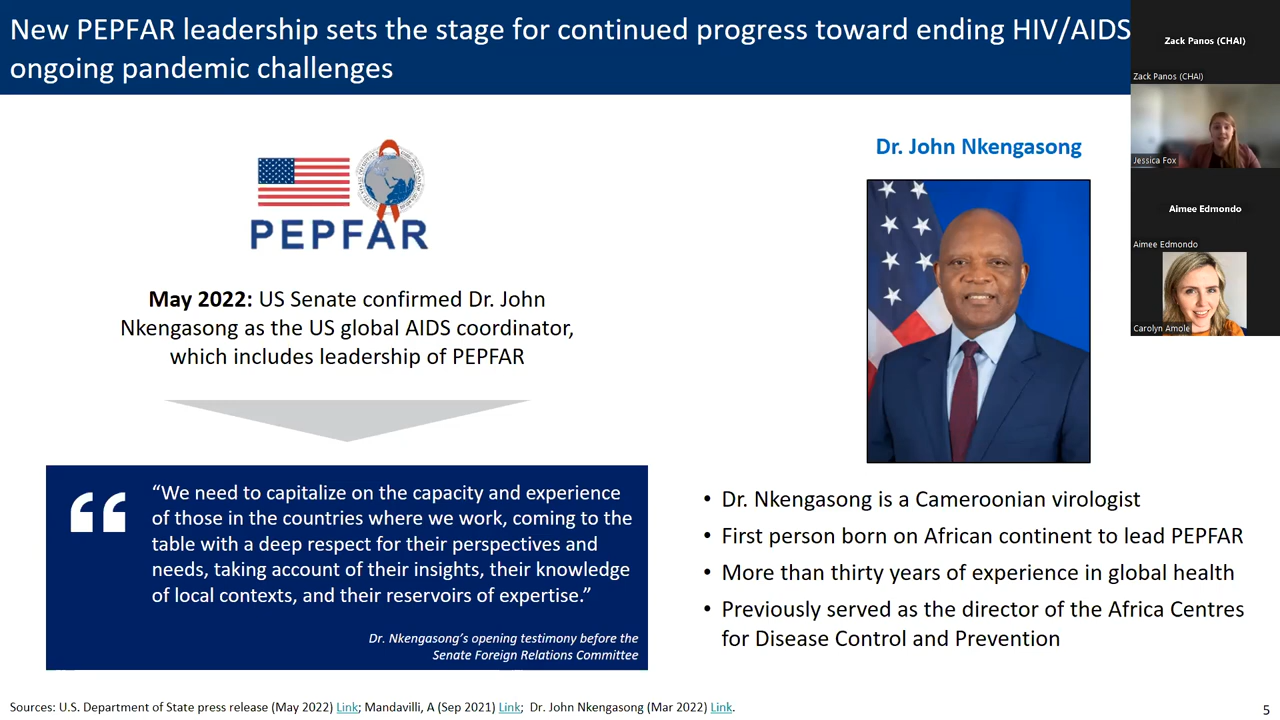 New PEPFAR leadership sets the stage for continued progress toward ending HIV/AIDS
ongoing pandemic challenges
Zack Panos (CHAI)
Zack Panos (CHAI)
Jessica Fox
Aimee Edmondo
Aimee Edmondo
Carolyn Amole
PEPFAR
May 2022: US Senate confirmed Dr. John
Nkengasong as the US global AIDS coordinator,
which includes leadership of PEPFAR
“We need to capitalize on the capacity and experience
of those in the countries where we work, coming to the
table with a deep respect for their perspectives and
needs, taking account of their insights, their knowledge
of local contexts, and their reservoirs of expertise.”
Dr. Nkengasong’s opening testimony before the
Senate Foreign Relations Committee
Dr. John Nkengasong
• Dr. Nkengasong is a Cameroonian virologist
• First person born on African continent to lead PEPFAR
• More than thirty years of experience in global health
• Previously served as the director of the Africa Centres
for Disease Control and Prevention
Sources: U.S. Department of State press release (May 2022) Link; Mandavilli, A (Sep 2021) Link; Dr. John Nkengasong (Mar 2022) Link.
5